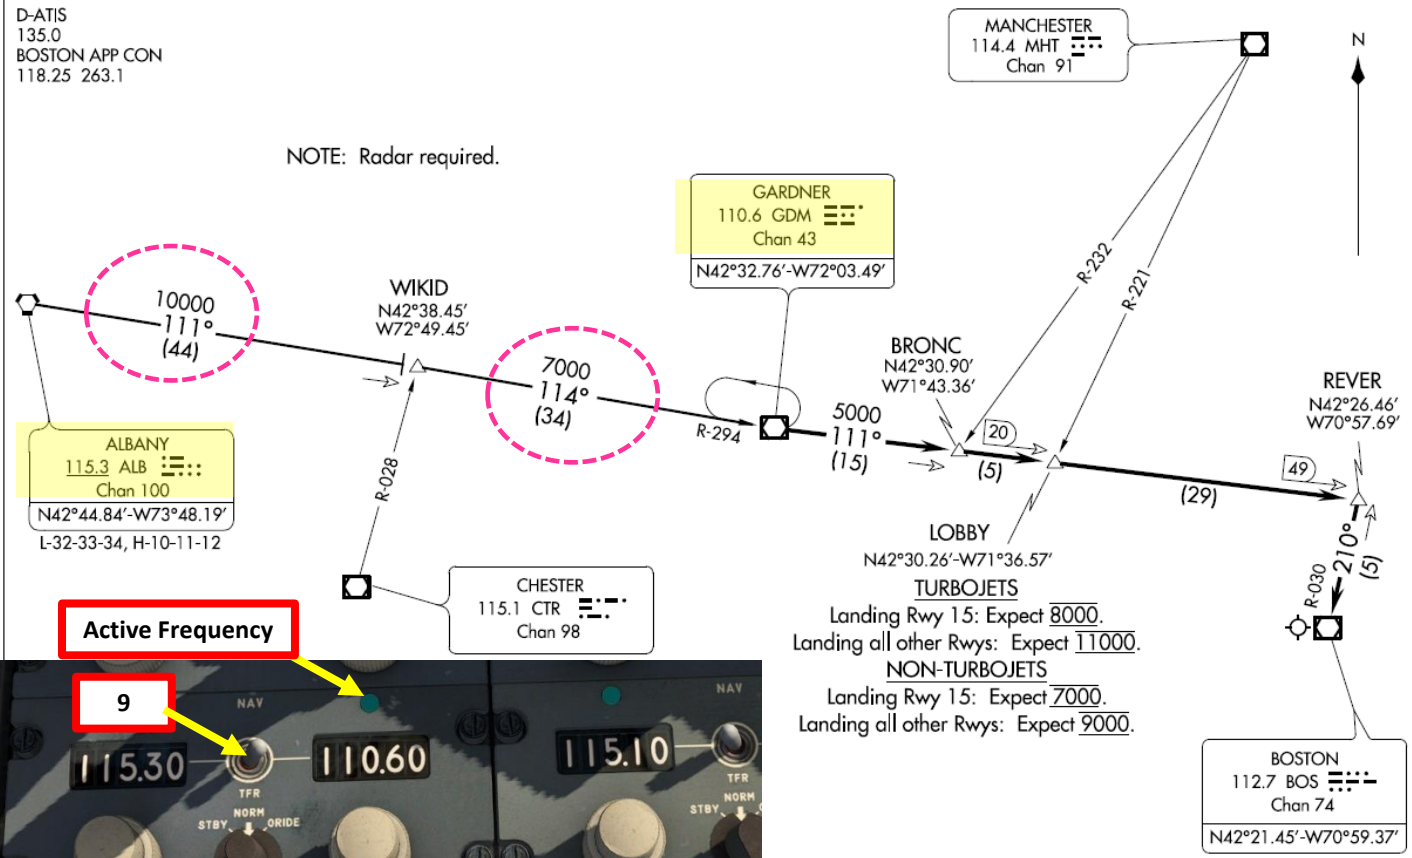 D-ATIS
135.0
BOSTON APP CON
118.25 263.1
NOTE: Radar required.
MANCHESTER
114.4 MHT
Chan 91
N
GARDNER
110.6 GDM
Chan 43
N42°32.76'-W72°03.49'
R-232
R-221
10000
111°
(44)
WIKID
N42°38.45'
W72°49.45'
7000
114°
(34)
R-294
5000
111°
(15)
BRONC
N42°30.90'
W71°43.36'
20
(5)
REVER
N42°26.46'
W70°57.69'
49
(29)
ALBANY
115.3 ALB
Chan 100
N42°44.84'-W73°48.19'
L-32-33-34, H-10-11-12
R-028
LOBBY
N42°30.26'-W71°36.57'
210°
(5)
R-030
CHESTER
115.1 CTR
Chan 98
TURBOJETS
Landing Rwy 15: Expect 8000.
Landing all other Rwys: Expect 11000.
NON-TURBOJETS
Landing Rwy 15: Expect 7000.
Landing all other Rwys: Expect 9000.
BOSTON
112.7 BOS
Chan 74
N42°21.45'-W70°59.37'
Active Frequency
9
NAV
115.30
110.60
TFR
NORM
STBY
ORIDE
NAV
115.10
TFR
NORM
STBY